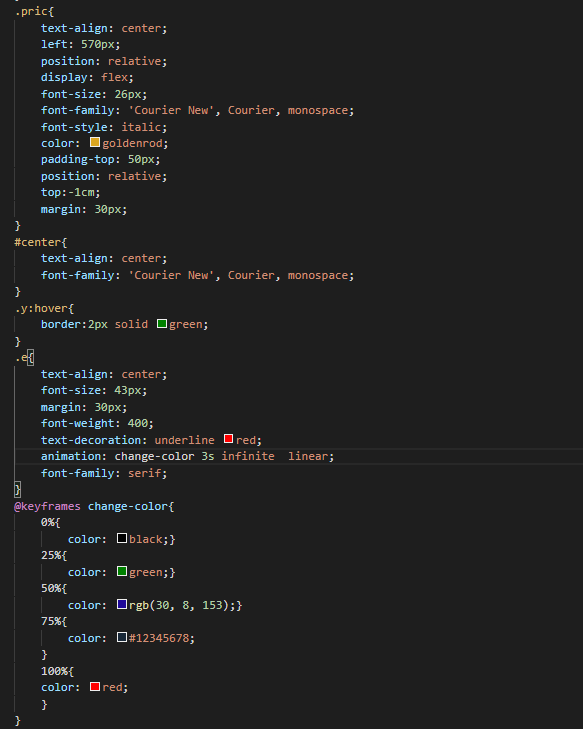 .pric{
text-align: center;
left: 570px;
position: relative;
display: flex;
font-size: 26px;
font-family: 'Courier New', Courier, monospace;
font-style: italic;
color: goldenrod;
padding-top: 50px;
position: relative;
top:-1cm;
margin: 30px;
}
#center{
text-align: center;
font-family: 'Courier New', Courier, monospace;
}
.y:hover{
border:2px solid green;
}
.e{
text-align: center;
font-size: 43px;
margin: 30px;
font-weight: 400;
text-decoration: underline red;
animation: change-color 3s infinite  linear;
font-family: serif;
}
@keyframes change-color{
0%{
color: black;}
25%{
color: green;}
50%{
color: rgb(30, 8, 153);}
75%{
color: #12345678;
}
100%{
color: red;
}
}